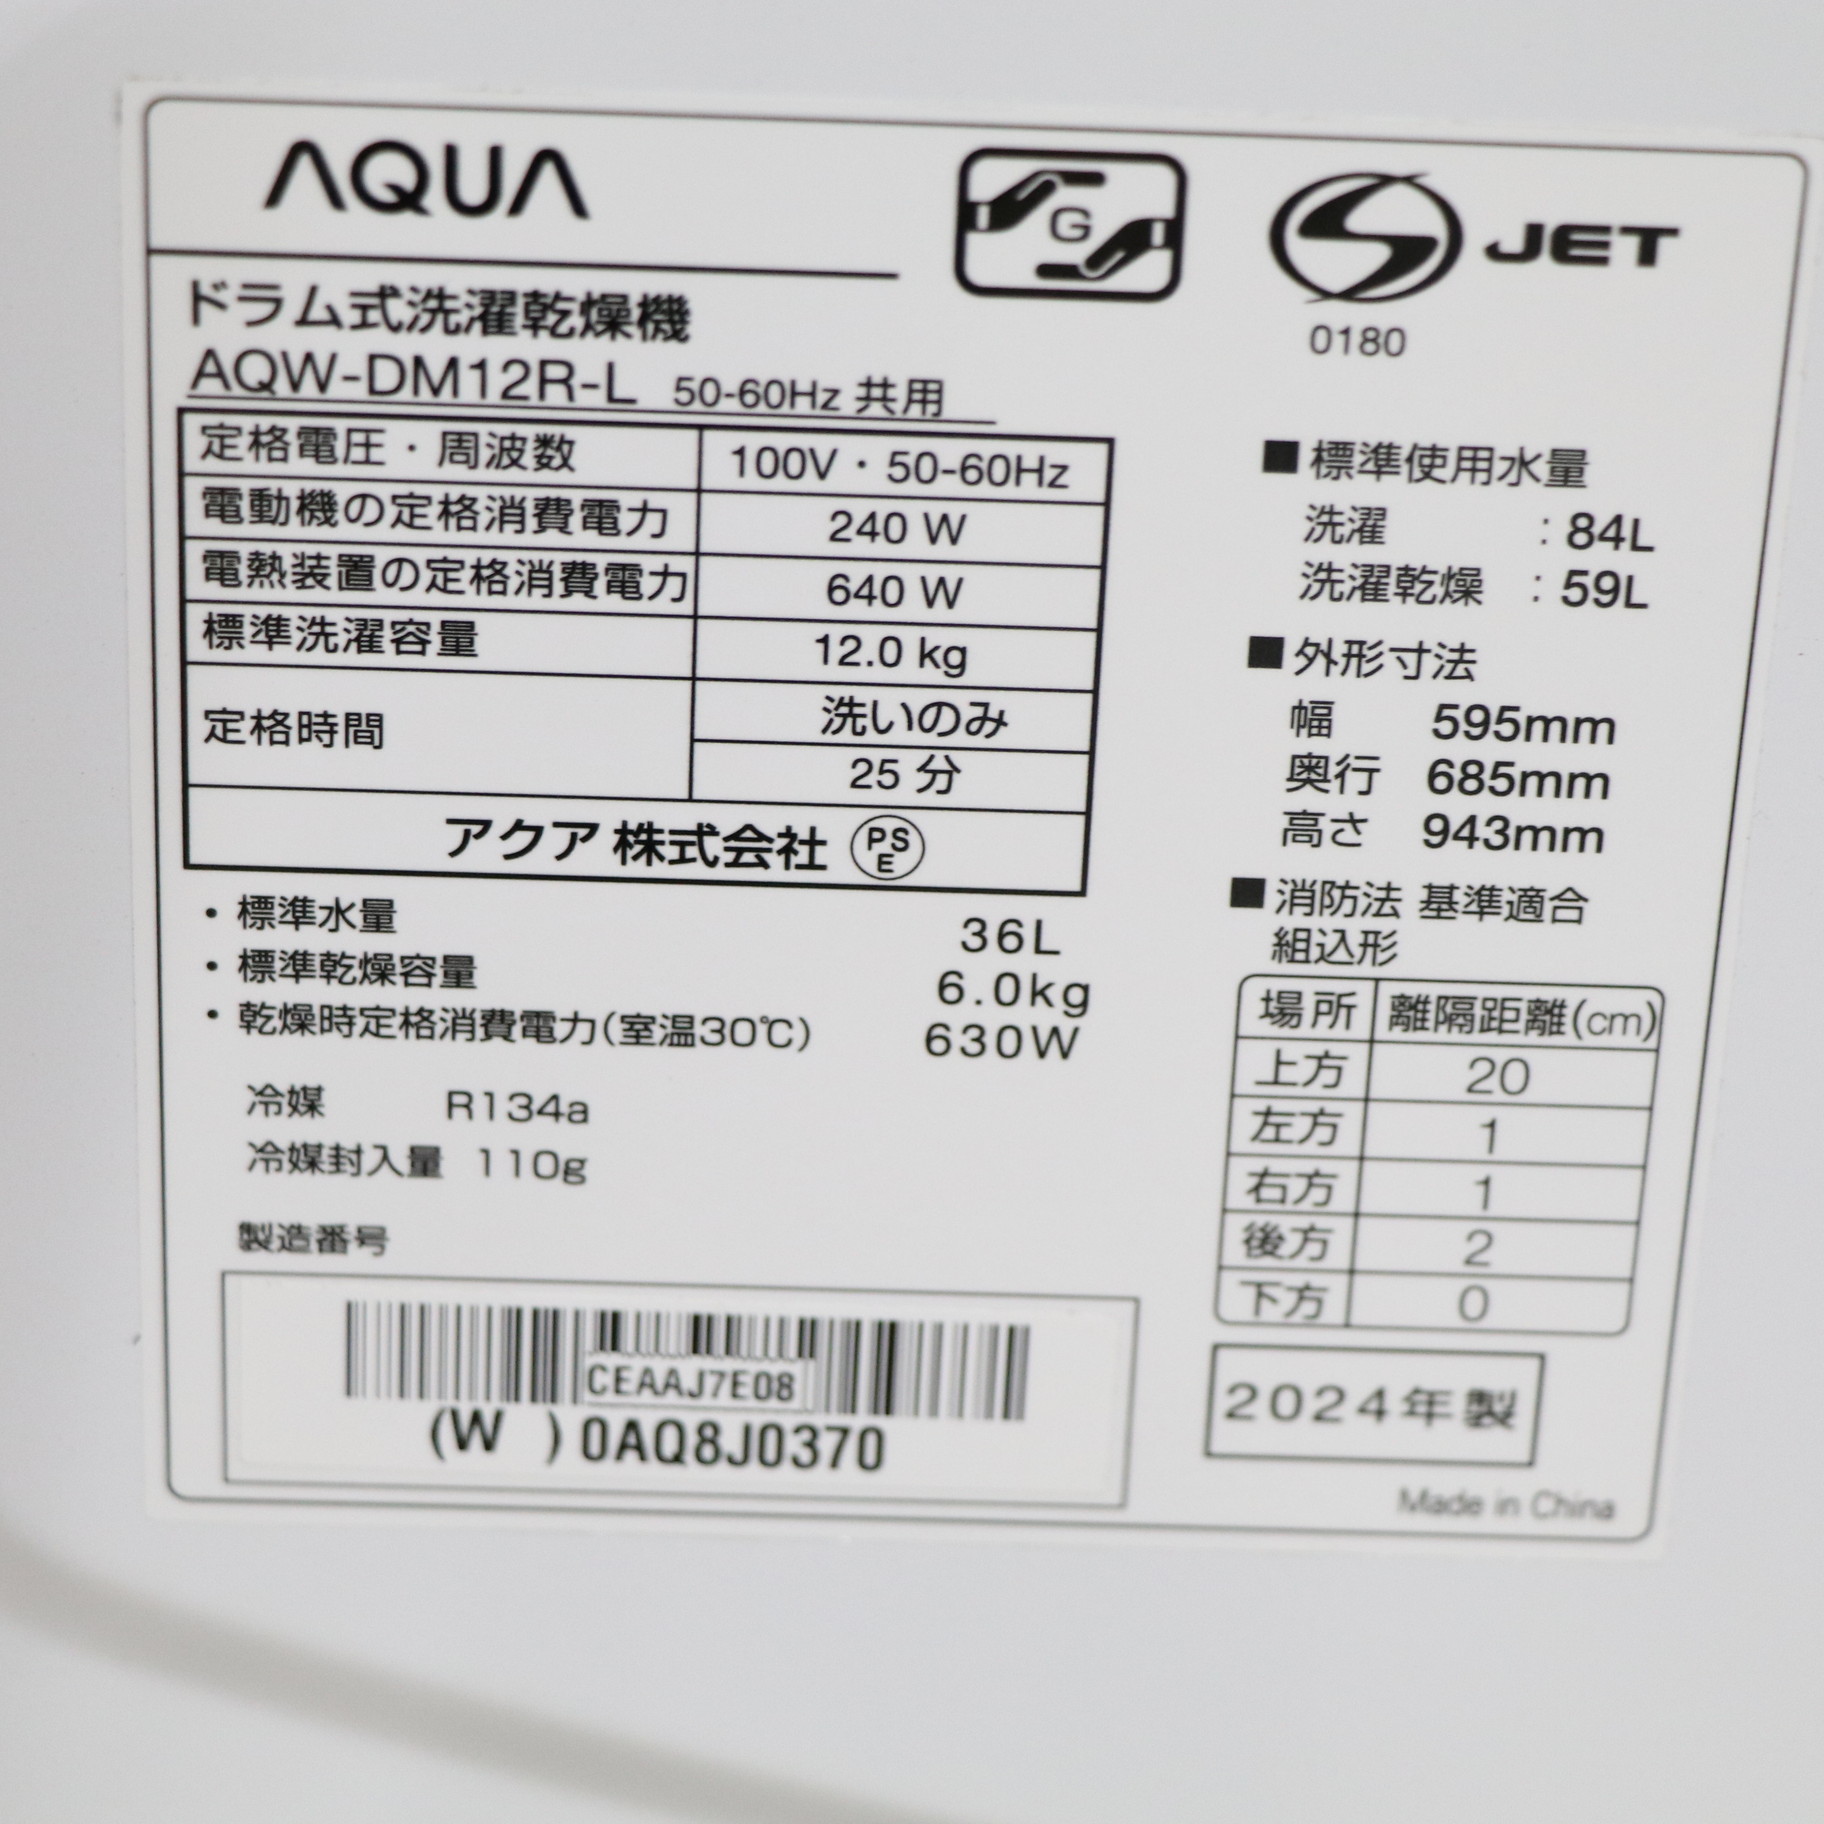 AQUA
G
S JET
0180
ドラム式洗濯乾燥機
AQW-DM12R-L 50-60Hz 共用
定格電圧・周波数 100V・50-60Hz
電動機の定格消費電力 240 W
電熱装置の定格消費電力 640 W
標準洗濯容量 12.0 kg
定格時間 洗いのみ
25 分
アクア 株式会社 PSE
・標準水量 36L
・標準乾燥容量 6.0kg
・乾燥時定格消費電力(室温30℃) 630W
冷媒 R134a
冷媒封入量 110g
製造番号
CEAAJ7E08
(W ) 0AQ8J0370
■標準使用水量
洗濯 : 84L
洗濯乾燥 : 59L
■外形寸法
幅 595mm
奥行 685mm
高さ 943mm
■消防法 基準適合
組込形
場所 離隔距離(cm)
上方 20
左方 1
右方 1
後方 2
下方 0
2024年製
Made in China